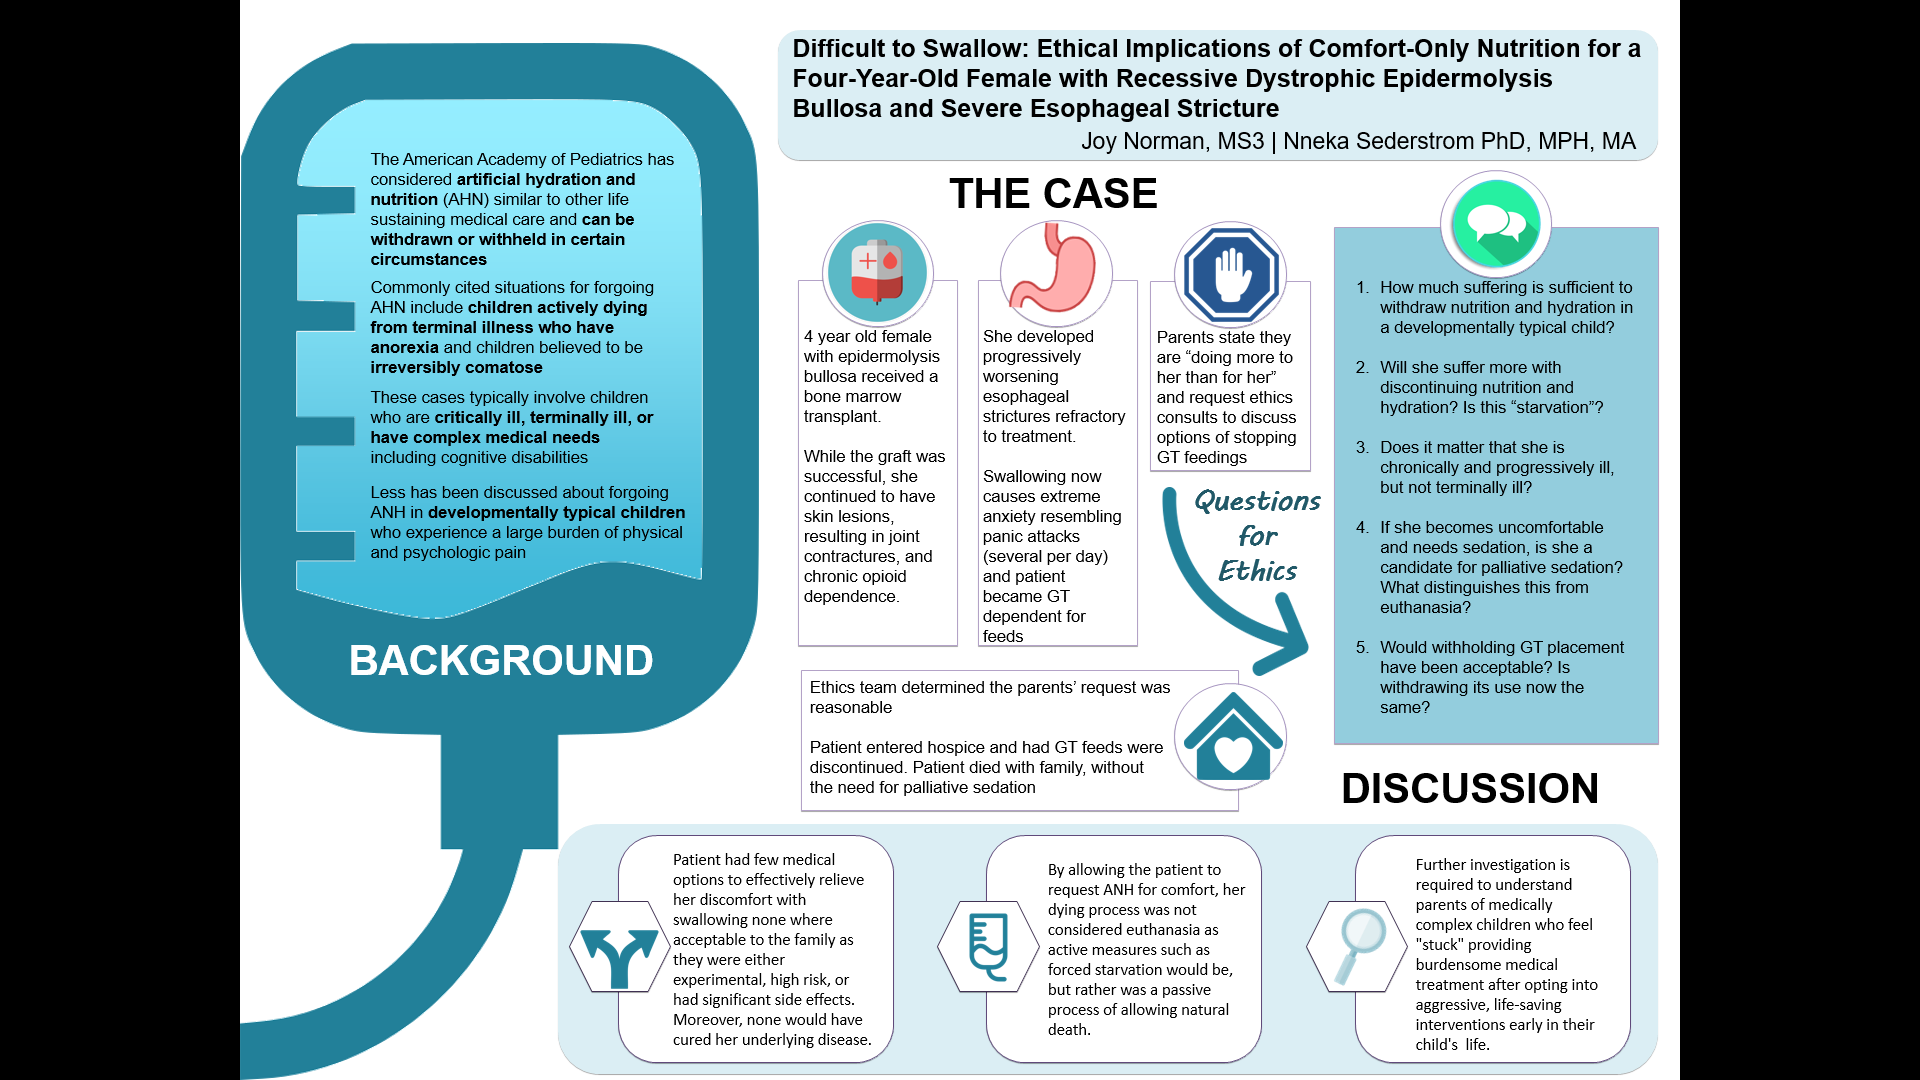 Difficult to Swallow: Ethical Implications of Comfort-Only Nutrition for a
Four-Year-Old Female with Recessive Dystrophic Epidermolysis
Bullosa and Severe Esophageal Stricture
Joy Norman, MS3 | Nneka Sederstrom PhD, MPH, MA
The American Academy of Pediatrics has
considered artificial hydration and
nutrition (AHN) similar to other life
sustaining medical care and can be
withdrawn or withheld in certain
circumstances
Commonly cited situations for forgoing
AHN include children actively dying
from terminal illness who have
anorexia and children believed to be
irreversibly comatose
These cases typically involve children
who are critically ill, terminally ill, or
have complex medical needs
including cognitive disabilities
Less has been discussed about forgoing
ANH in developmentally typical children
who experience a large burden of physical
and psychologic pain
BACKGROUND
THE CASE
4 year old female
with epidermolysis
bullosa received a
bone marrow
transplant.
While the graft was
successful, she
continued to have
skin lesions,
resulting in joint
contractures, and
chronic opioid
dependence.
She developed
progressively
worsening
esophageal
strictures refractory
to treatment.
Swallowing now
causes extreme
anxiety resembling
panic attacks
(several per day)
and patient
became GT
dependent for
feeds
Parents state they
are “doing more to
her than for her”
and request ethics
consults to discuss
options of stopping
GT feedings
Questions
for
Ethics
1. How much suffering is sufficient to
withdraw nutrition and hydration in
a developmentally typical child?
2. Will she suffer more with
discontinuing nutrition and
hydration? Is this “starvation”?
3. Does it matter that she is
chronically and progressively ill,
but not terminally ill?
4. If she becomes uncomfortable
and needs sedation, is she a
candidate for palliative sedation?
What distinguishes this from
euthanasia?
5. Would withholding GT placement
have been acceptable? Is
withdrawing its use now the
same?
Ethics team determined the parents’ request was
reasonable
Patient entered hospice and had GT feeds were
discontinued. Patient died with family, without
the need for palliative sedation
DISCUSSION
Patient had few medical
options to effectively relieve
her discomfort with
swallowing none where
acceptable to the family as
they were either
experimental, high risk, or
had significant side effects.
Moreover, none would have
cured her underlying disease.
By allowing the patient to
request ANH for comfort, her
dying process was not
considered euthanasia as
active measures such as
forced starvation would be,
but rather was a passive
process of allowing natural
death.
Further investigation is
required to understand
parents of medically
complex children who feel
"stuck" providing
burdensome medical
treatment after opting into
aggressive, life-saving
interventions early in their
child's life.